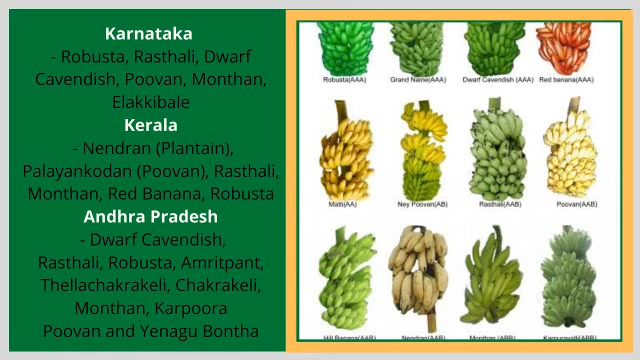 Karnataka
- Robusta, Rasthali, Dwarf
Cavendish, Poovan, Monthan,
Elakkibale
Kerala
- Nendran (Plantain),
Palayankodan (Poovan), Rasthali,
Monthan, Red Banana, Robusta
Andhra Pradesh
- Dwarf Cavendish,
Rasthali, Robusta, Amritpant,
Thellachakrakeli, Chakrakeli,
Monthan, Karpoora
Poovan and Yenagu Bontha
Robusta(AAA) Grand Naine(AAA) Dwarf Cavendish (AAA) Red banana(AAA)
Matti(AA) Ney Poovan(AB) Rasthali(AAB) Poovan(AAB)
Hill Banana(AAB) Nendran(AAB) Monthan (ABB)